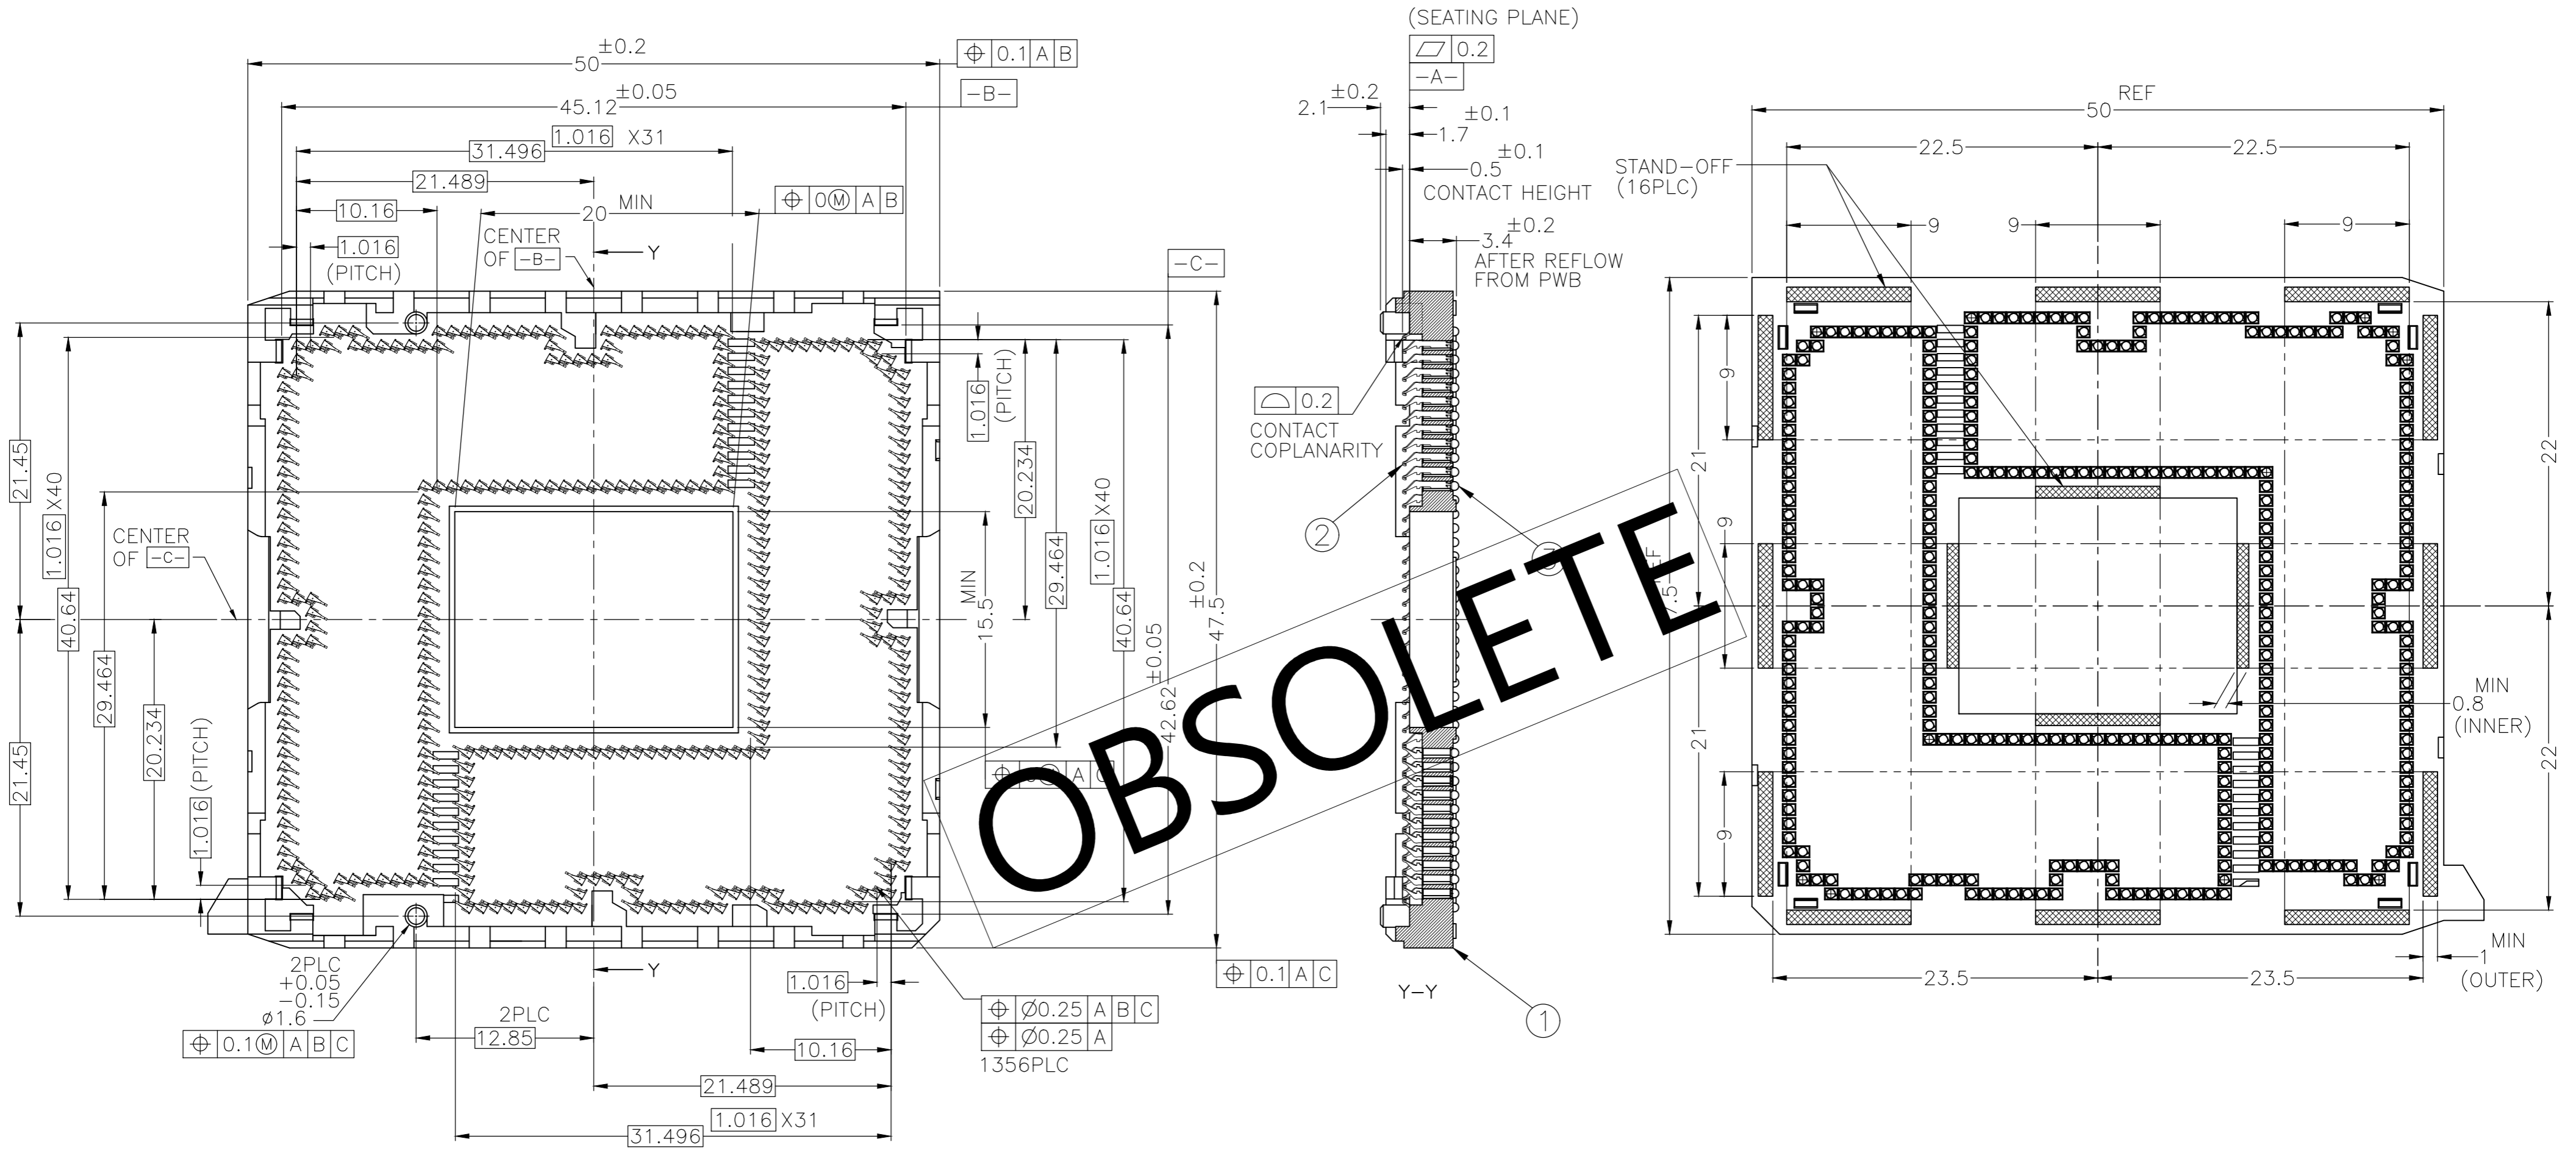 ±0.2
50
0.1 A B
±0.05
45.12
-B-
1.016 X31
31.496
21.489
MIN
20
0 Ⓜ A B
10.16
1.016
(PITCH)
CENTER
OF -B-
Y
-C-
21.45
1.016 X40
40.64
29.464
CENTER
OF -C-
20.234
1.016 (PITCH)
21.45
1.016
(PITCH)
20.234
29.464
1.016 X40
40.64
MIN
15.5
±0.05
42.62
±0.2
47.5
A
0.1 A C
2PLC
+0.05
-0.15
ø1.6
0.1 Ⓜ A B C
2PLC
12.85
Y
1.016
(PITCH)
10.16
21.489
1.016 X31
31.496
Ø0.25 A B C
Ø0.25 A
1356PLC
(SEATING PLANE)
0.2
-A-
±0.2
2.1
±0.1
1.7
±0.1
0.5
CONTACT HEIGHT
±0.2
3.4
AFTER REFLOW
FROM PWB
0.2
CONTACT
COPLANARITY
2
3
Y-Y
1
OBSOLETE
REF
50
22.5
22.5
STAND-OFF
(16PLC)
9
9
9
9
21
9
21
9
22
22
MIN
0.8
(INNER)
MIN
1
(OUTER)
23.5
23.5